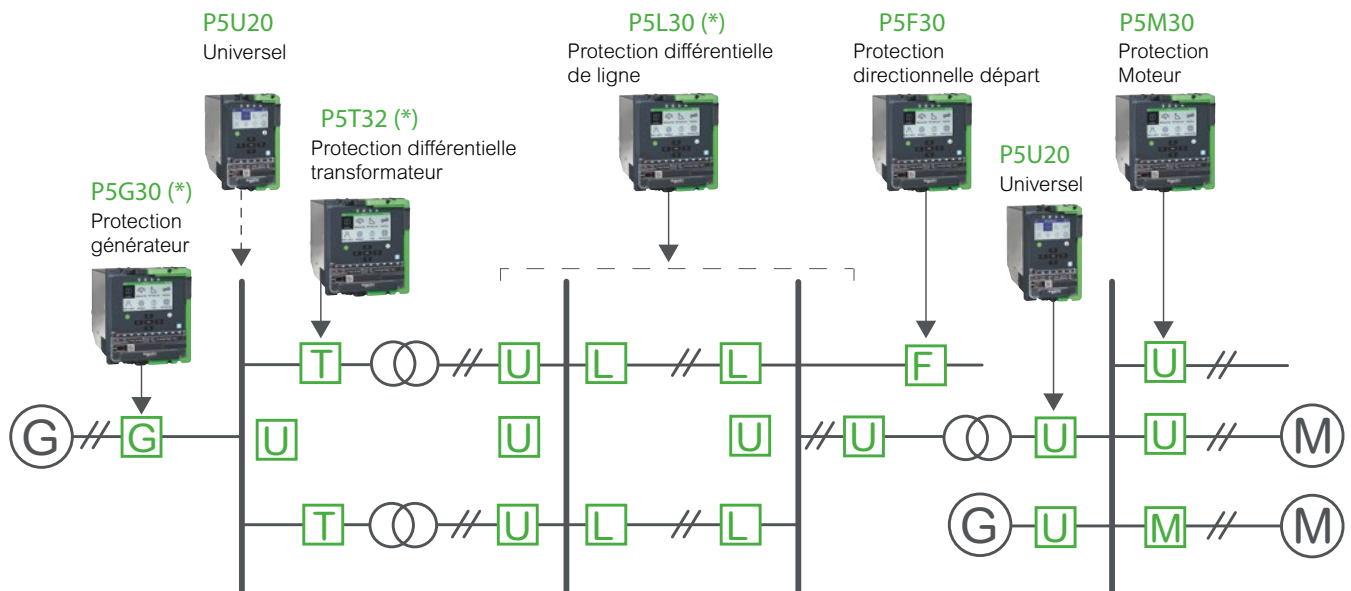 P5U20
Universel
P5L30 (*)
Protection différentielle
de ligne
P5F30
Protection
directionnelle départ
P5M30
Protection
Moteur
P5T32 (*)
Protection différentielle
transformateur
P5U20
Universel
P5G30 (*)
Protection
générateur
T U L L F U
G G U U U U U U M
T U L L G U M M